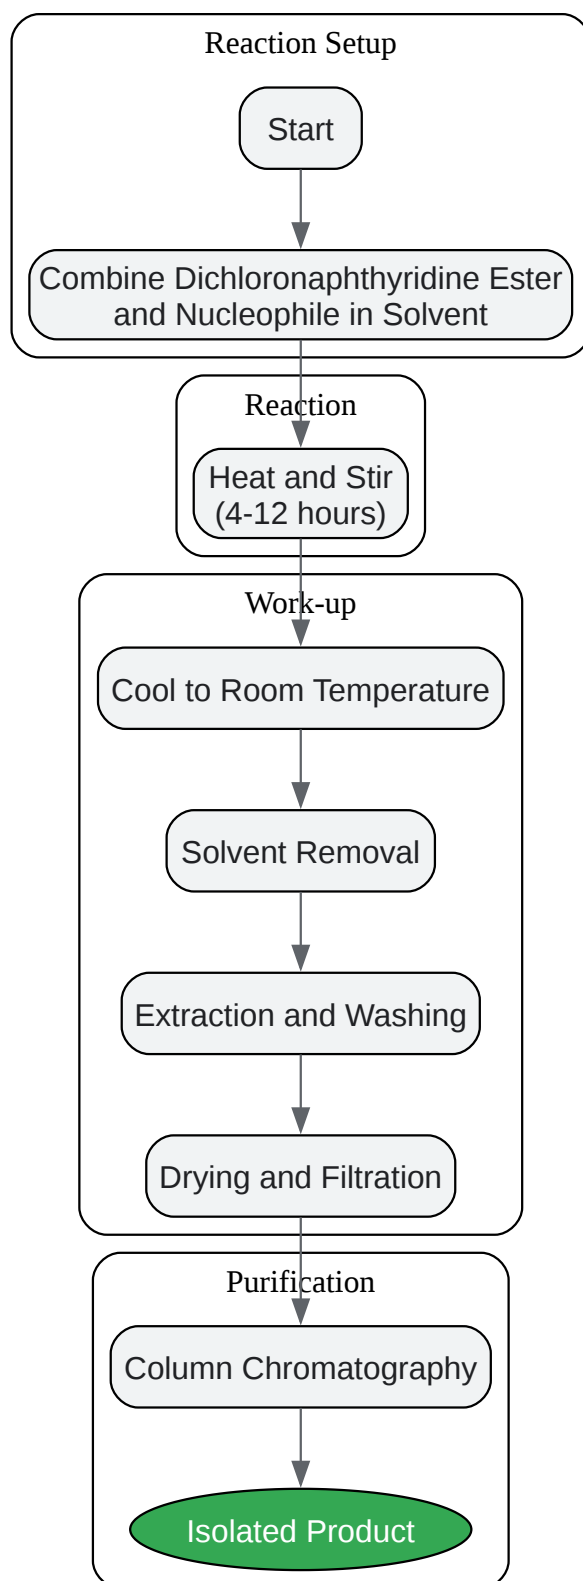 Reaction Setup
Start
Combine Dichloronaphthyridine Ester
and Nucleophile in Solvent
Reaction
Heat and Stir
(4-12 hours)
Work-up
Cool to Room Temperature
Solvent Removal
Extraction and Washing
Drying and Filtration
Purification
Column Chromatography
Isolated Product